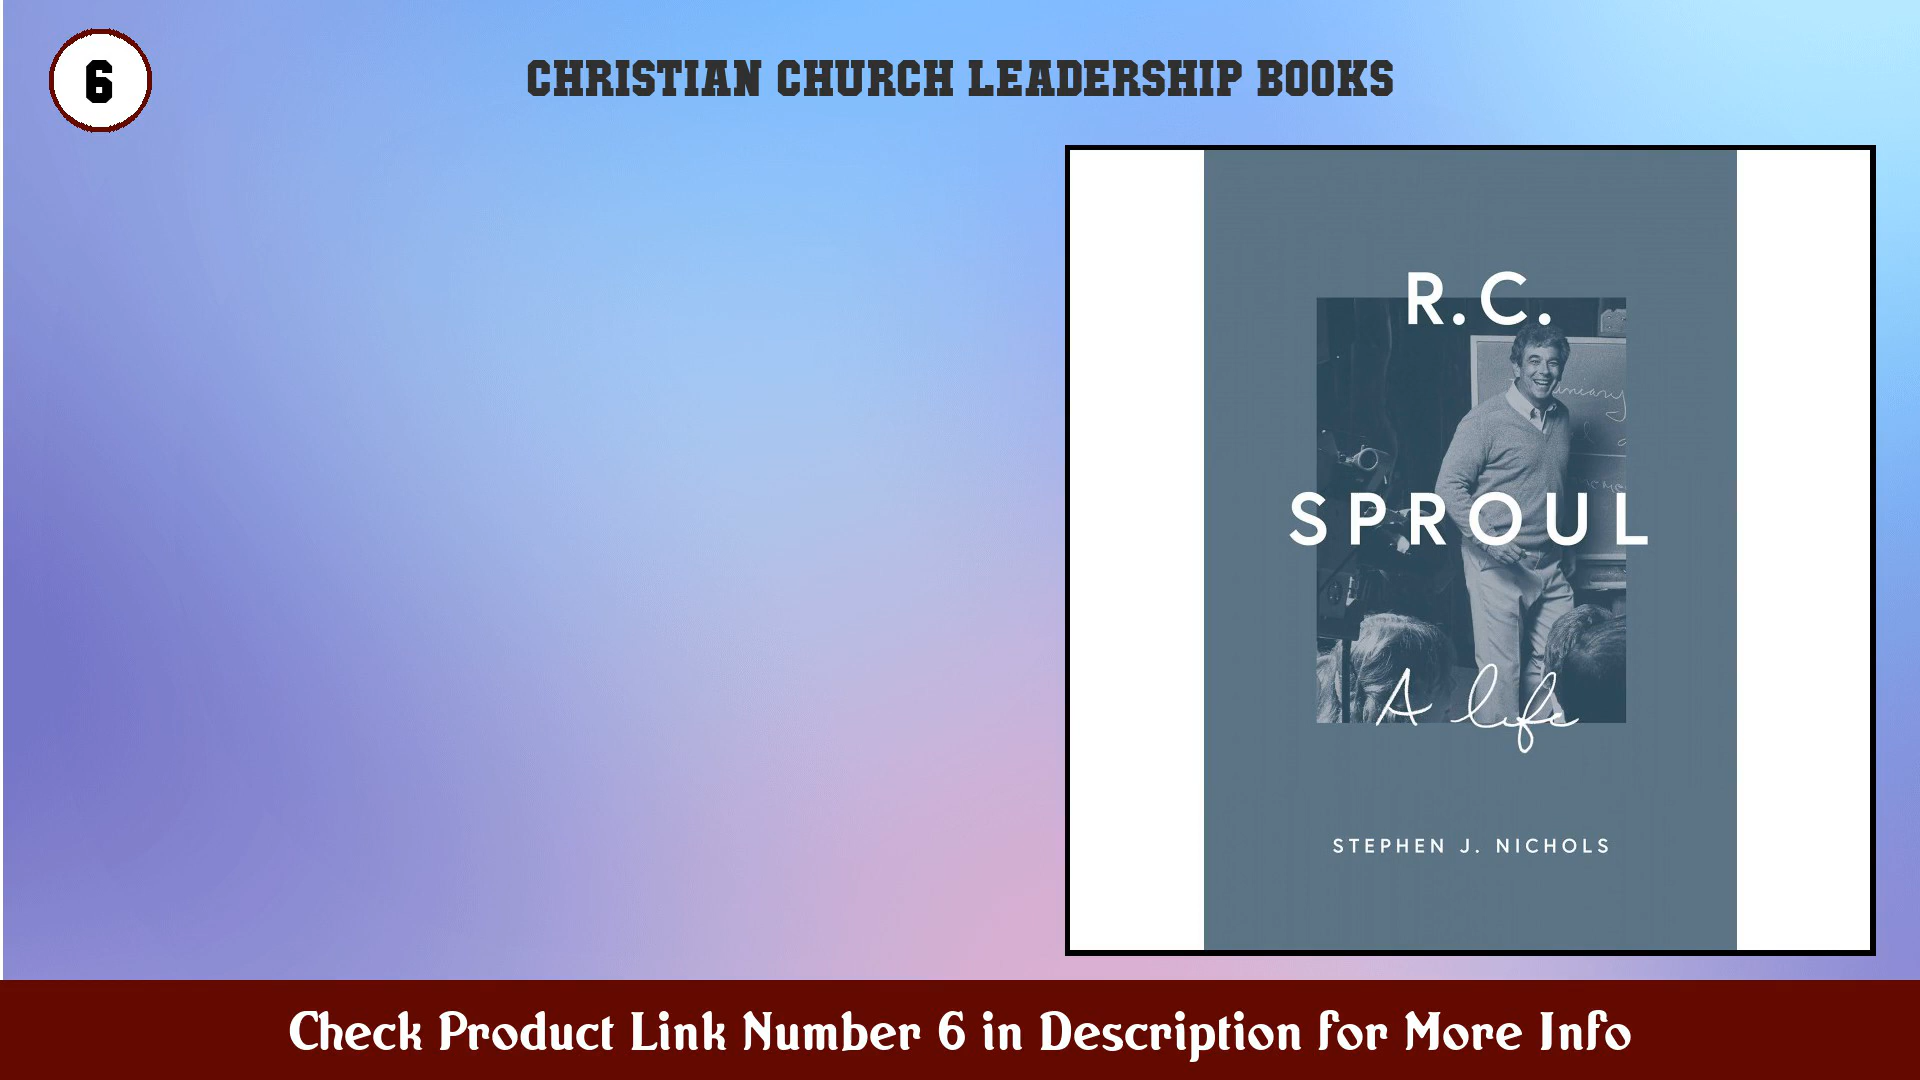 6
CHRISTIAN CHURCH LEADERSHIP BOOKS
R.C.
SPROUL
A life
STEPHEN J. NICHOLS
Check Product Link Number 6 in Description for More Info